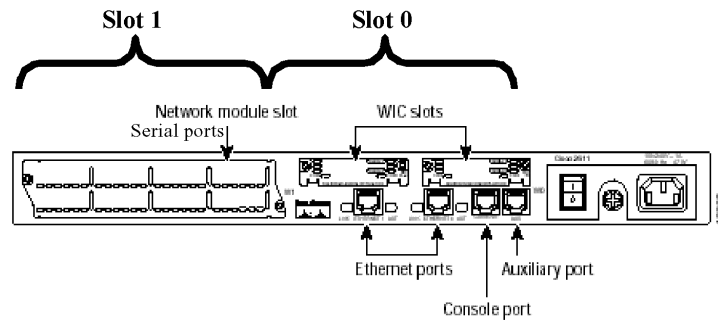 Slot 1
Slot 0
Network module slot
WIC slots
Serial ports
Cisco 2611
Ethernet ports
Auxiliary port
Console port